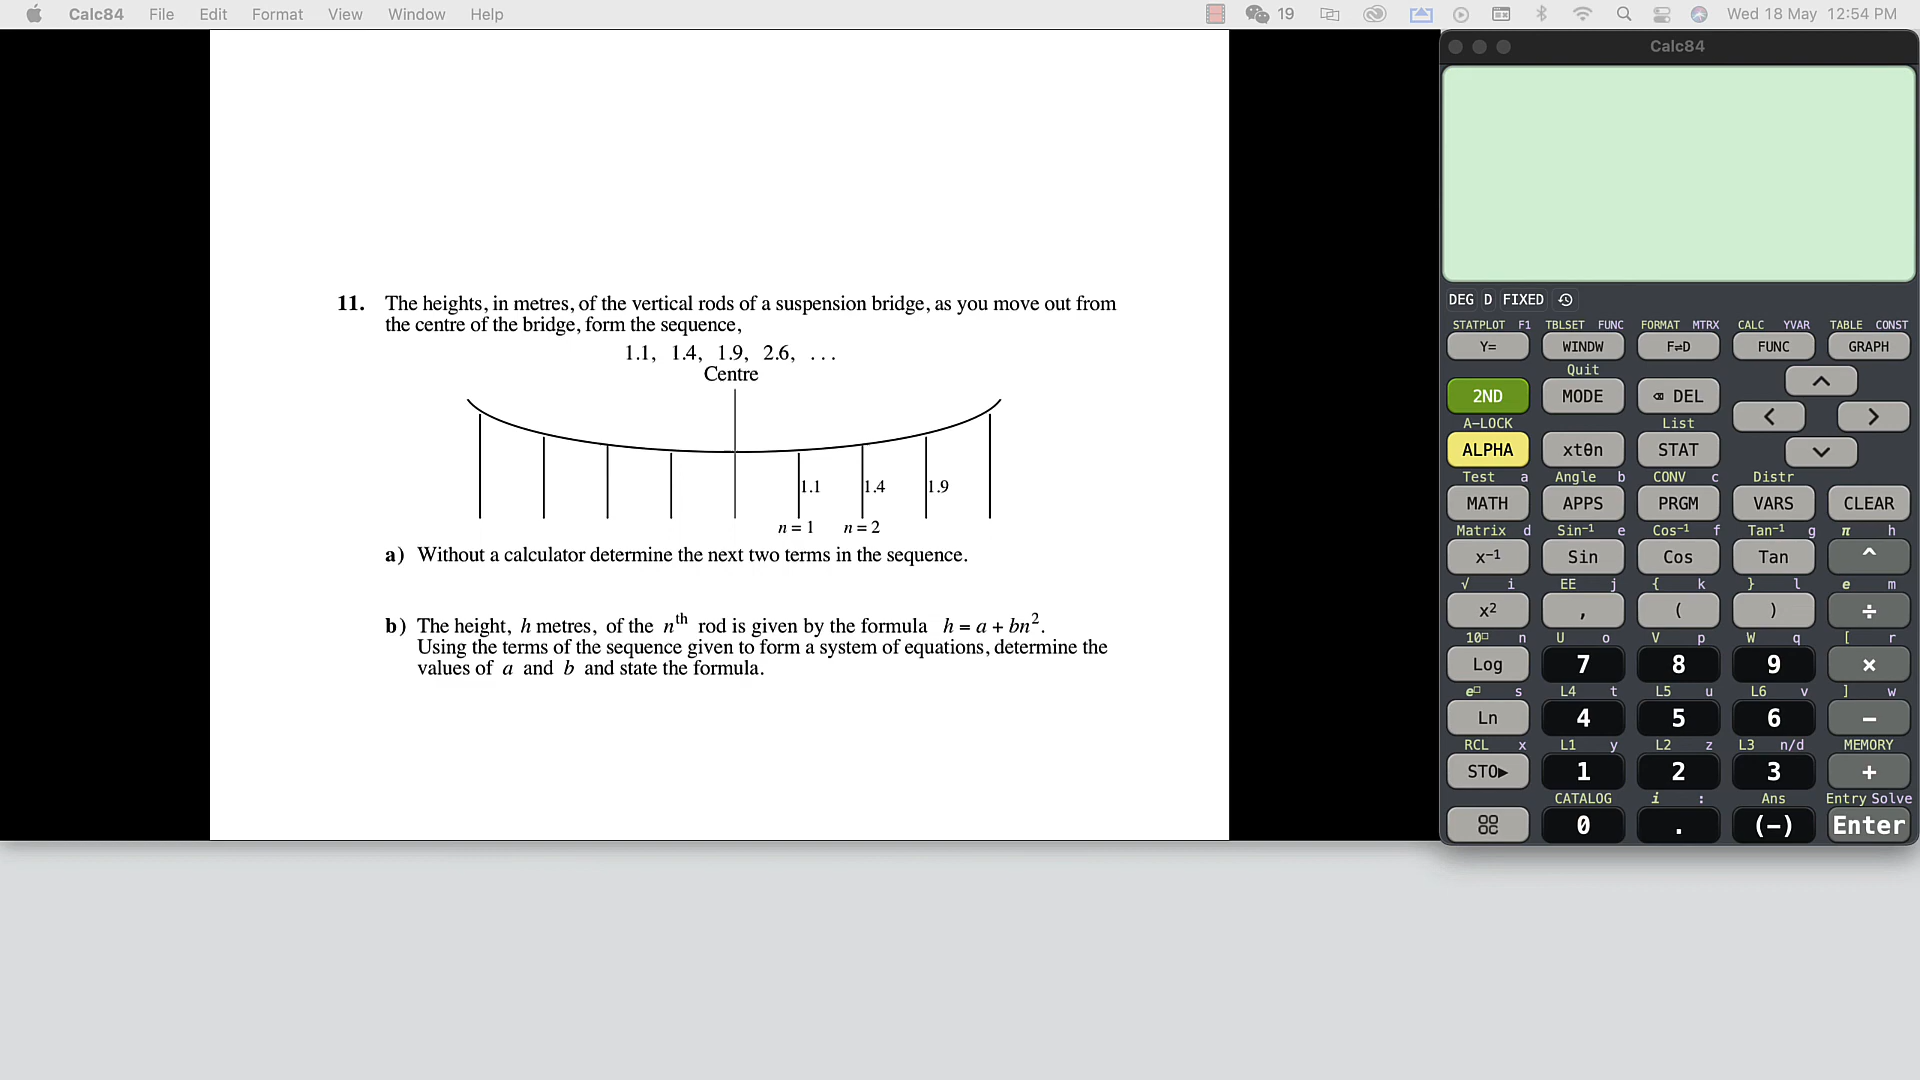 Calc84 File Edit Format View Window Help 19 Wed 18 May 12:54 PM
Calc84
11. The heights, in metres, of the vertical rods of a suspension bridge, as you move out from
the centre of the bridge, form the sequence,
1.1, 1.4, 1.9, 2.6, . . .
Centre
1.1 1.4 1.9
n = 1 n = 2
a) Without a calculator determine the next two terms in the sequence.
b) The height, h metres, of the nth rod is given by the formula h = a + bn².
Using the terms of the sequence given to form a system of equations, determine the
values of a and b and state the formula.
DEG D FIXED
STATPLOT F1 TBLSET FUNC FORMAT MTRX CALC YVAR TABLE CONST
Y= WINDW F⇌D FUNC GRAPH
Quit
2ND MODE ⌫ DEL ^
A-LOCK List < >
ALPHA xtθn STAT
Test a Angle b CONV c Distr
MATH APPS PRGM VARS CLEAR
Matrix d Sin⁻¹ e Cos⁻¹ f Tan⁻¹ g π h
x⁻¹ Sin Cos Tan ^
√ i EE j { k } l e m
x² , ( ) ÷
10□ n U o V p W q [ r
Log 7 8 9 ×
e□ s L4 t L5 u L6 v ] w
Ln 4 5 6 −
RCL x L1 y L2 z L3 n/d MEMORY
STO▶ 1 2 3 +
CATALOG i : Ans Entry Solve
0 . (−) Enter